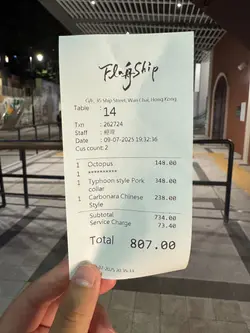 Flagship
G/F., 35 Ship Street, Wan Chai, Hong Kong
Table 14
Txn : 262724
Staff :
Date : 09-07-2025 19:32:36
Cus count: 2
1 Octopus 148.00
1 **********
1 Typhoon style Pork 348.00
collar
1 Carbonara Chinese 238.00
Style
Subtotal 734.00
Service Charge 73.40
Total 807.00